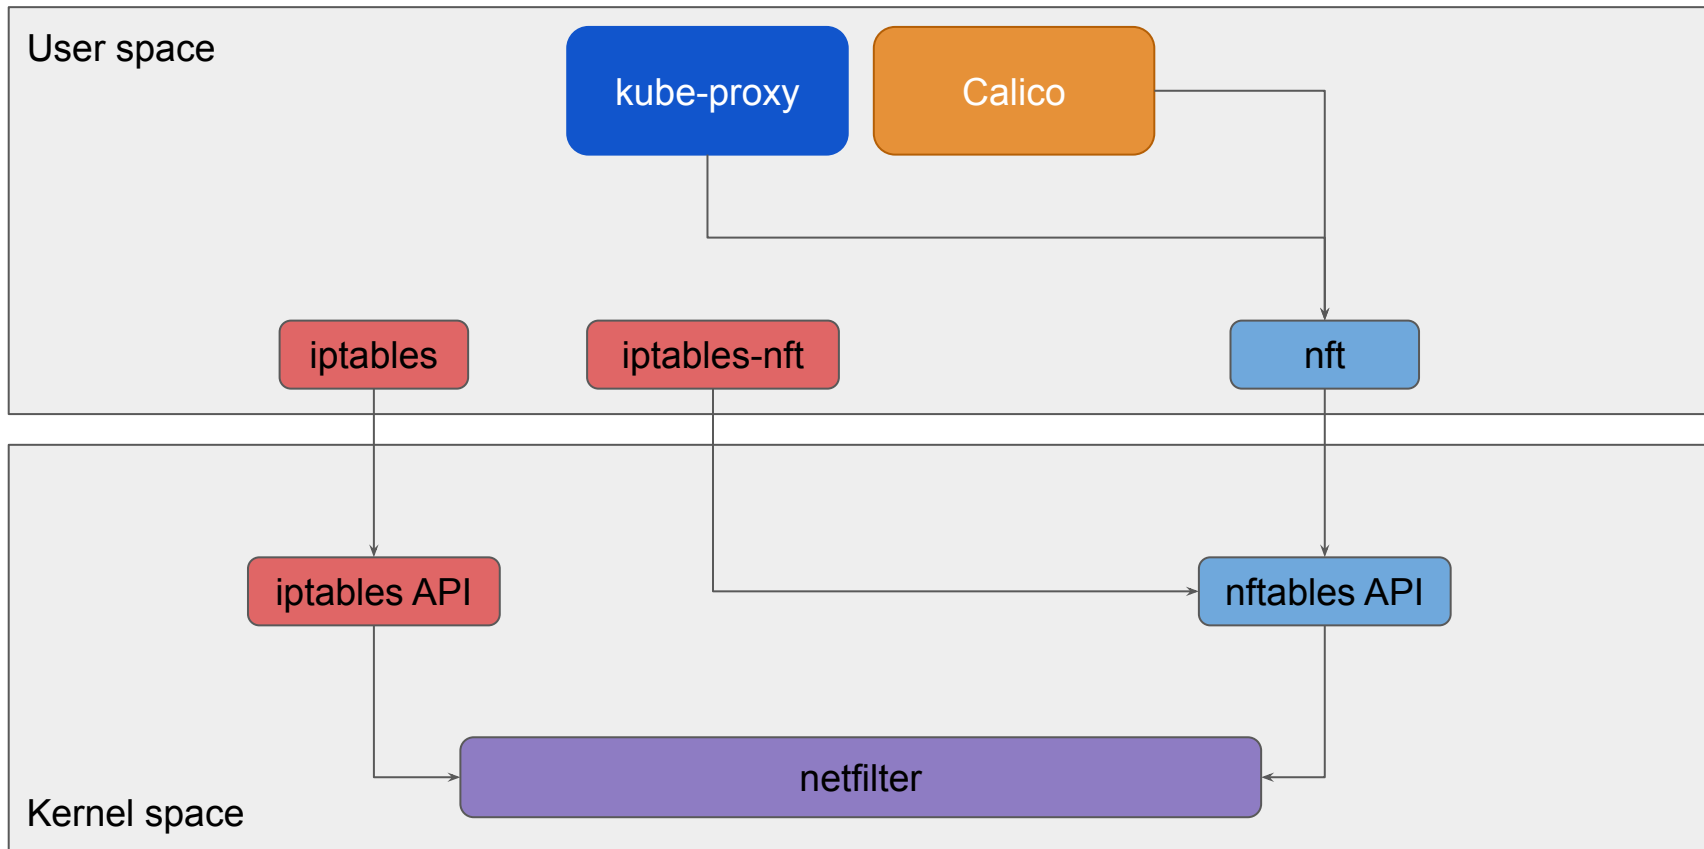 User space
kube-proxy
Calico
iptables
iptables-nft
nft
iptables API
nftables API
netfilter
Kernel space